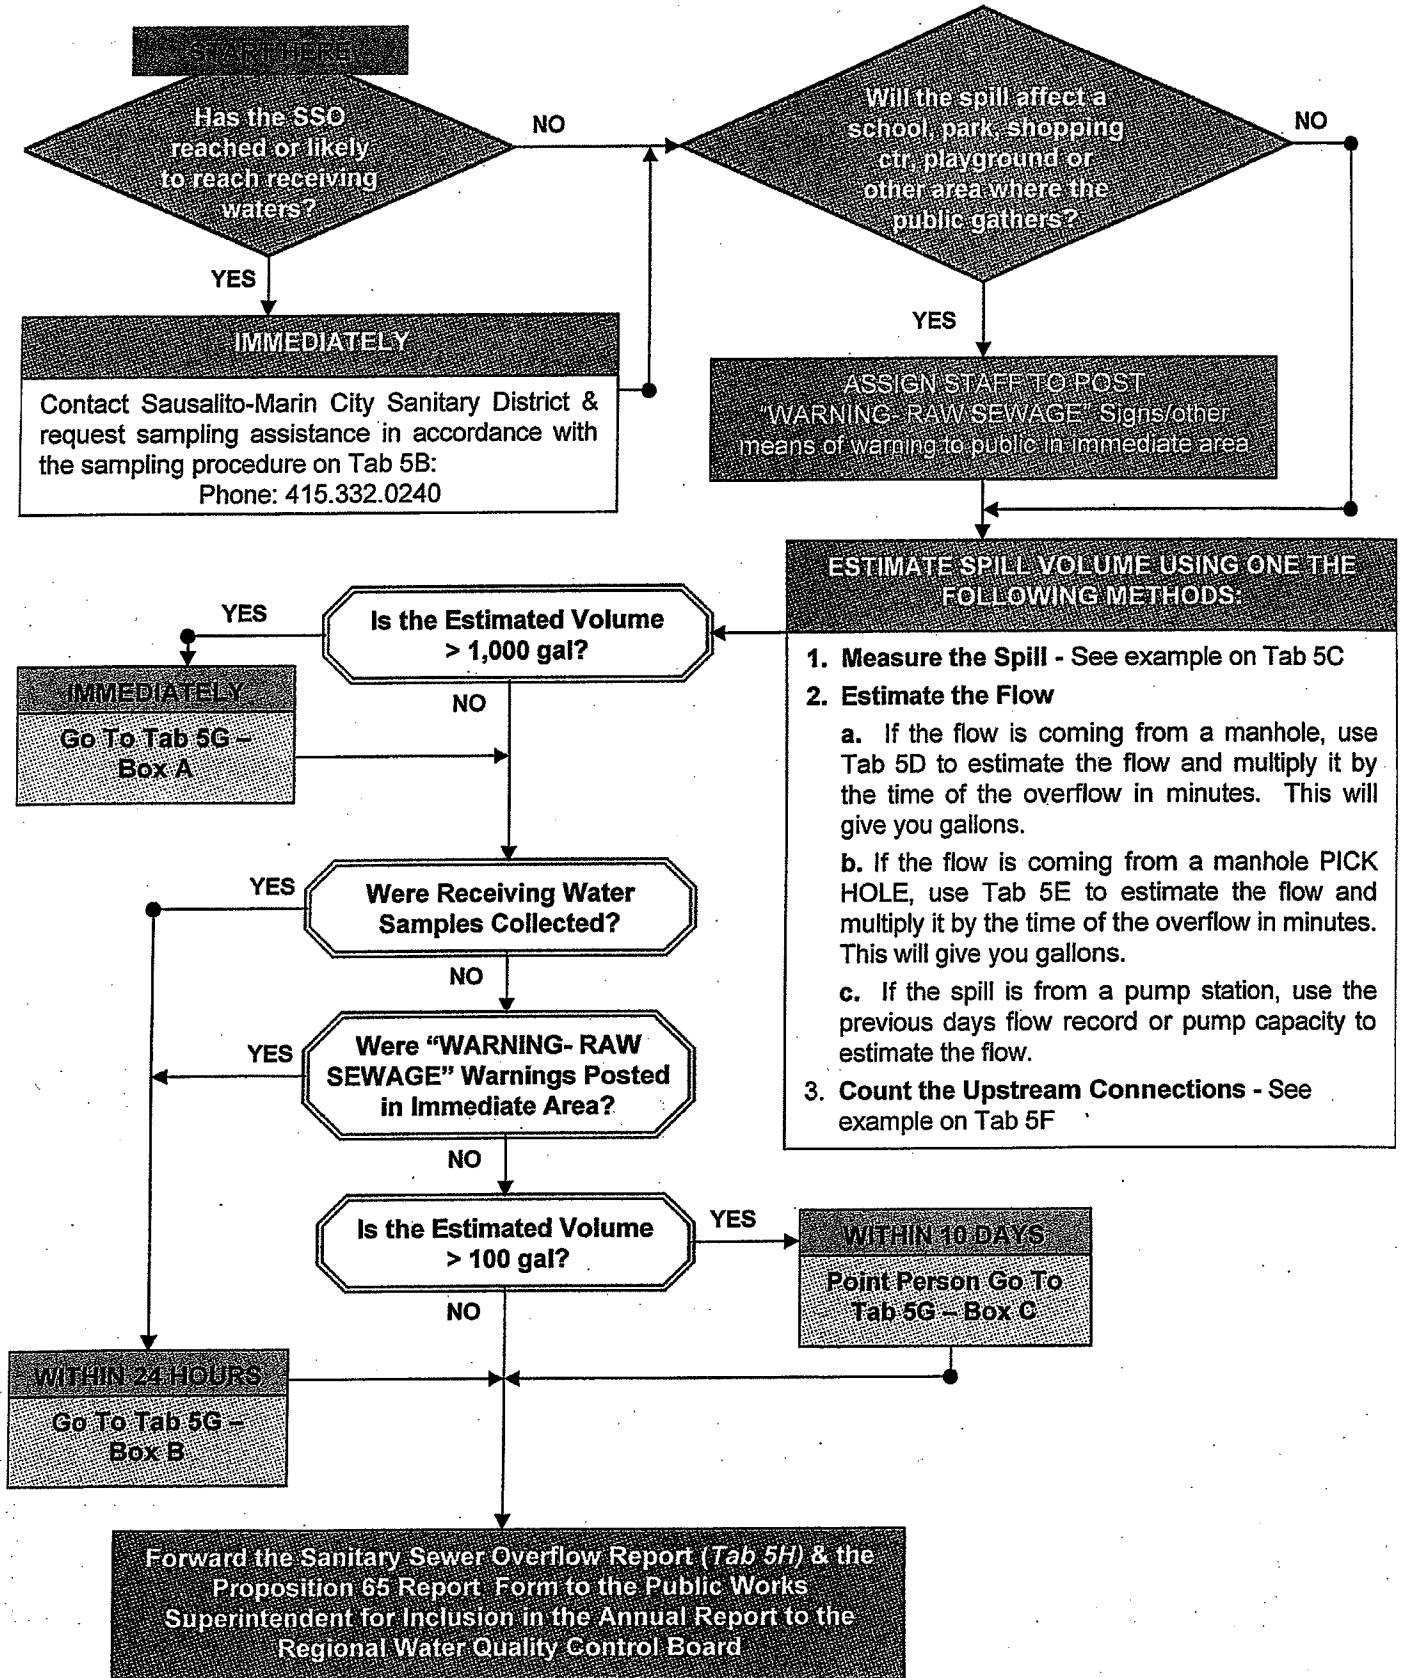 START HERE
Has the SSO
reached or likely
to reach receiving
waters?
NO
YES
IMMEDIATELY
Contact Sausalito-Marin City Sanitary District &
request sampling assistance in accordance with
the sampling procedure on Tab 5B:
Phone: 415.332.0240
Will the spill affect a
school, park, shopping
ctr, playground or
other area where the
public gathers?
NO
YES
ASSIGN STAFF TO POST
"WARNING- RAW SEWAGE" Signs/other
means of warning to public in immediate area
ESTIMATE SPILL VOLUME USING ONE THE
FOLLOWING METHODS:
1. Measure the Spill - See example on Tab 5C
2. Estimate the Flow
a. If the flow is coming from a manhole, use
Tab 5D to estimate the flow and multiply it by
the time of the overflow in minutes. This will
give you gallons.
b. If the flow is coming from a manhole PICK
HOLE, use Tab 5E to estimate the flow and
multiply it by the time of the overflow in minutes.
This will give you gallons.
c. If the spill is from a pump station, use the
previous days flow record or pump capacity to
estimate the flow.
3. Count the Upstream Connections - See
example on Tab 5F
Is the Estimated Volume
> 1,000 gal?
YES
NO
IMMEDIATELY
Go To Tab 5G –
Box A
Were Receiving Water
Samples Collected?
YES
NO
Were “WARNING- RAW
SEWAGE” Warnings Posted
in Immediate Area?
YES
NO
Is the Estimated Volume
> 100 gal?
YES
NO
WITHIN 10 DAYS
Point Person Go To
Tab 5G – Box C
WITHIN 24 HOURS
Go To Tab 5G –
Box B
Forward the Sanitary Sewer Overflow Report (Tab 5H) & the
Proposition 65 Report Form to the Public Works
Superintendent for Inclusion in the Annual Report to the
Regional Water Quality Control Board